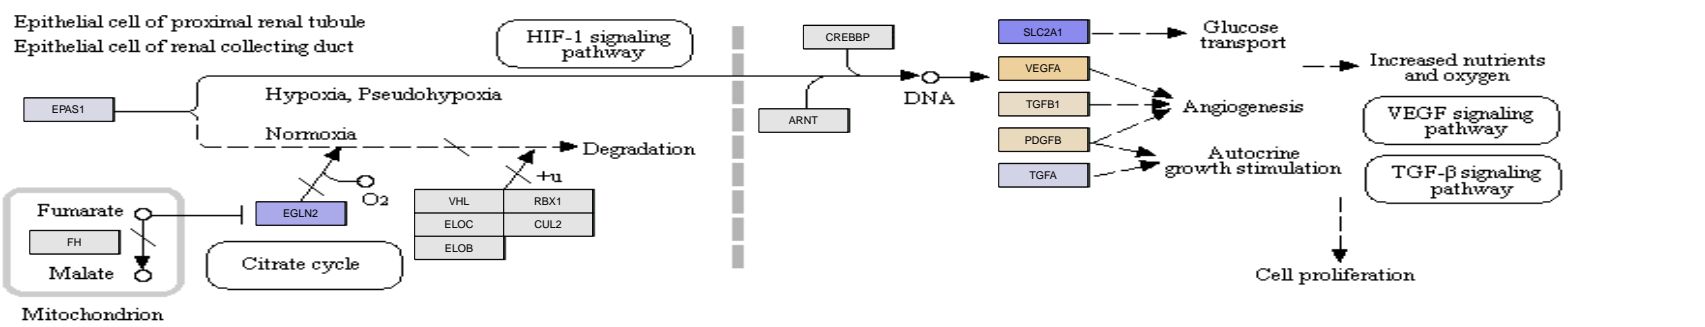 Epithelial cell of proximal renal tubule
Epithelial cell of renal collecting duct
HIF-1 signaling
pathway
CREBBP
SLC2A1
Glucose
transport
VEGFA
Increased nutrients
and oxygen
Hypoxia, Pseudohypoxia
DNA
EPAS1
TGFB1
Angiogenesis
ARNT
VEGF signaling
pathway
Normoxia
PDGFB
Degradation
Autocrine
growth stimulation
TGFA
TGF-β signaling
pathway
+u
O2
Fumarate
EGLN2
VHL
RBX1
ELOC
CUL2
ELOB
FH
Citrate cycle
Malate
Cell proliferation
Mitochondrion